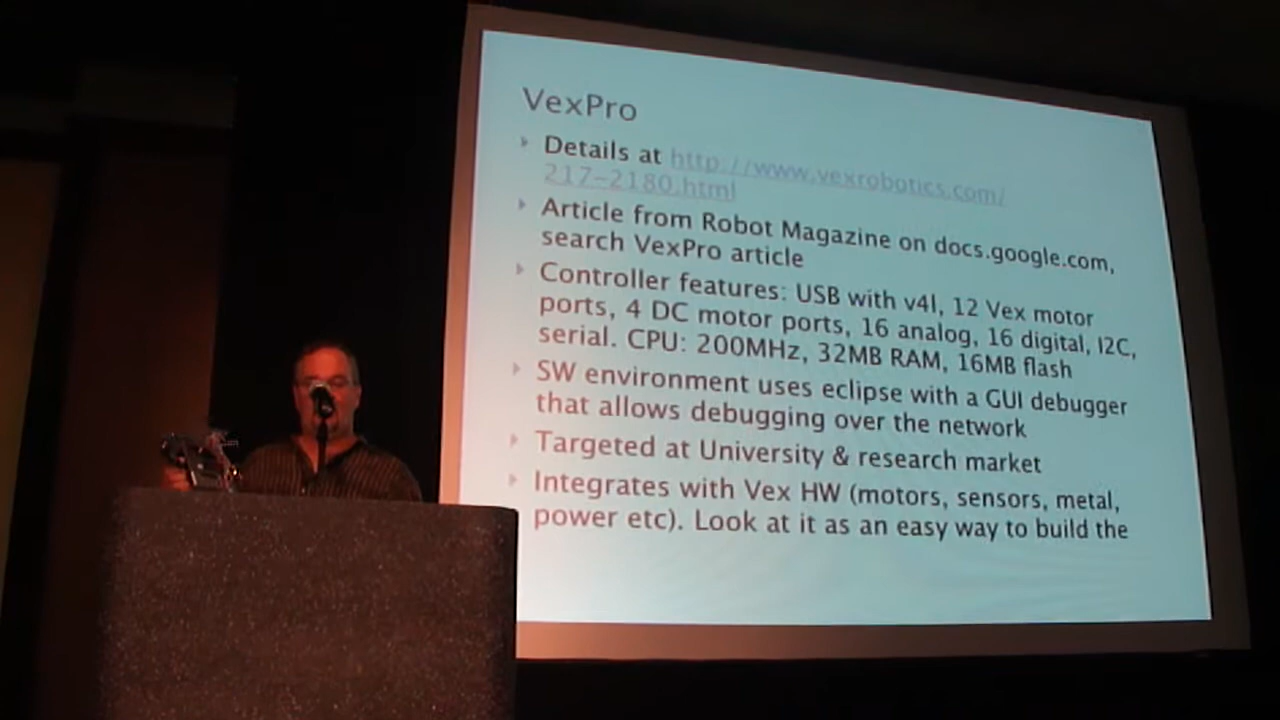 VexPro
Details at http://www.vexrobotics.com/
217-2180.html
Article from Robot Magazine on docs.google.com,
search VexPro article
Controller features: USB with v4l, 12 Vex motor
ports, 4 DC motor ports, 16 analog, 16 digital, I2C,
serial. CPU: 200MHz, 32MB RAM, 16MB flash
SW environment uses eclipse with a GUI debugger
that allows debugging over the network
Targeted at University & research market
Integrates with Vex HW (motors, sensors, metal,
power etc). Look at it as an easy way to build the